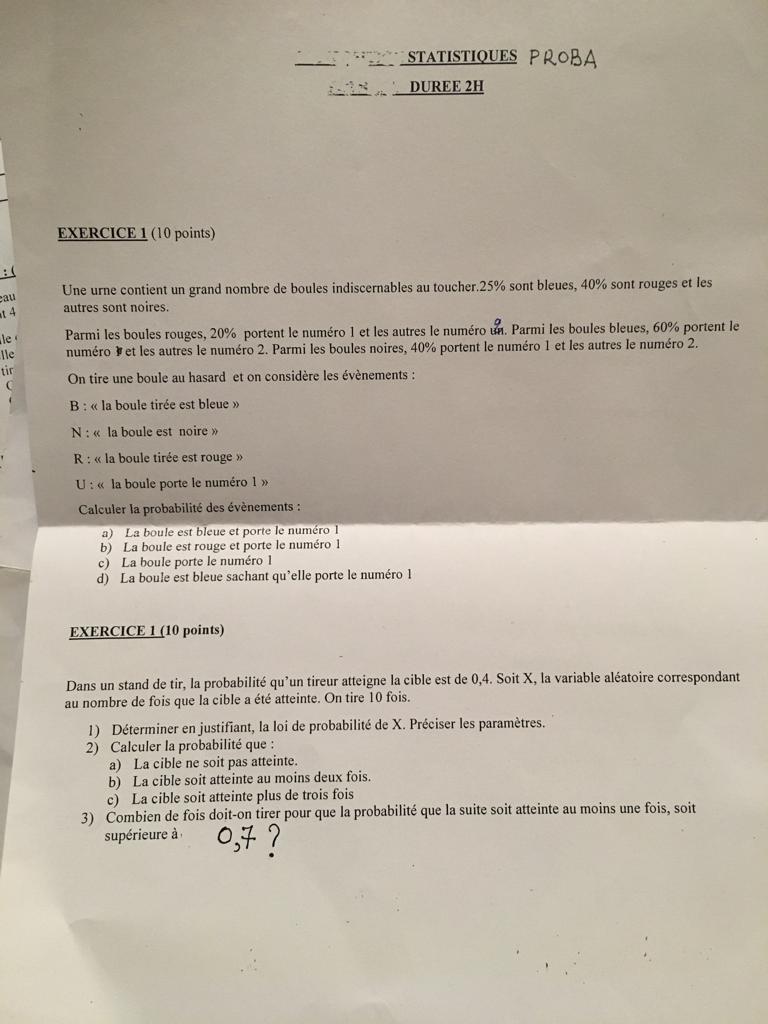 STATISTIQUES PROBA
DUREE 2H
EXERCICE 1 (10 points)
Une urne contient un grand nombre de boules indiscernables au toucher.25% sont bleues, 40% sont rouges et les
autres sont noires.
Parmi les boules rouges, 20% portent le numéro 1 et les autres le numéro 2. Parmi les boules bleues, 60% portent le
numéro 1 et les autres le numéro 2. Parmi les boules noires, 40% portent le numéro 1 et les autres le numéro 2.
On tire une boule au hasard et on considère les évènements :
B : « la boule tirée est bleue »
N : « la boule est noire »
R : « la boule tirée est rouge »
U : « la boule porte le numéro 1 »
Calculer la probabilité des évènements :
a) La boule est bleue et porte le numéro 1
b) La boule est rouge et porte le numéro 1
c) La boule porte le numéro 1
d) La boule est bleue sachant qu'elle porte le numéro 1
EXERCICE 1 (10 points)
Dans un stand de tir, la probabilité qu'un tireur atteigne la cible est de 0,4. Soit X, la variable aléatoire correspondant
au nombre de fois que la cible a été atteinte. On tire 10 fois.
1) Déterminer en justifiant, la loi de probabilité de X. Préciser les paramètres.
2) Calculer la probabilité que :
a) La cible ne soit pas atteinte.
b) La cible soit atteinte au moins deux fois.
c) La cible soit atteinte plus de trois fois
3) Combien de fois doit-on tirer pour que la probabilité que la suite soit atteinte au moins une fois, soit
supérieure à 0,7 ?